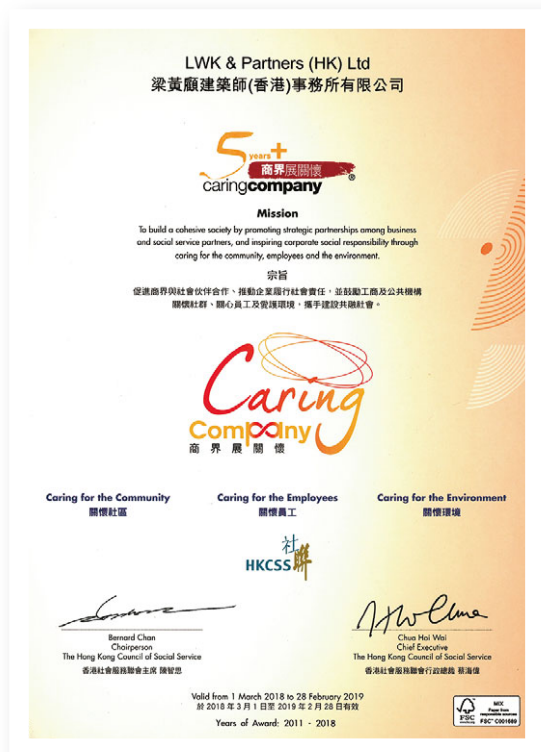 LWK & Partners (HK) Ltd
梁黃顧建築師(香港)事務所有限公司
5 years+
商界展關懷
caringcompany®
Mission
To build a cohesive society by promoting strategic partnerships among business
and social service partners, and inspiring corporate social responsibility through
caring for the community, employees and the environment.
宗旨
促進商界與社會伙伴合作、推動企業履行社會責任，並鼓勵工商及公共機構
關懷社群、關心員工及愛護環境，攜手建設共融社會。
Caring
Company
商界展關懷
Caring for the Community
關懷社區
Caring for the Employees
關懷員工
Caring for the Environment
關懷環境
HKCSS 社聯
Bernard Chan
Chairperson
The Hong Kong Council of Social Service
香港社會服務聯會主席 陳智思
Chua Hoi Wai
Chief Executive
The Hong Kong Council of Social Service
香港社會服務聯會行政總裁 蔡海偉
Valid from 1 March 2018 to 28 February 2019
於 2018 年 3 月 1 日至 2019 年 2 月 28 日有效
Years of Award: 2011 - 2018
FSC
MIX
Paper from
responsible sources
FSC® C001689